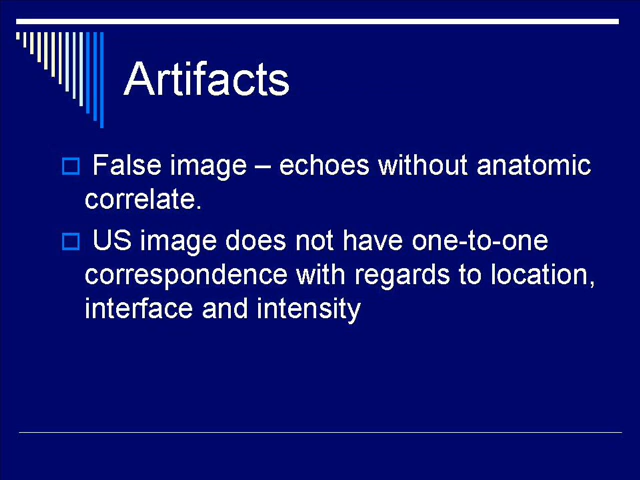 Artifacts
False image – echoes without anatomic
correlate.
US image does not have one-to-one
correspondence with regards to location,
interface and intensity